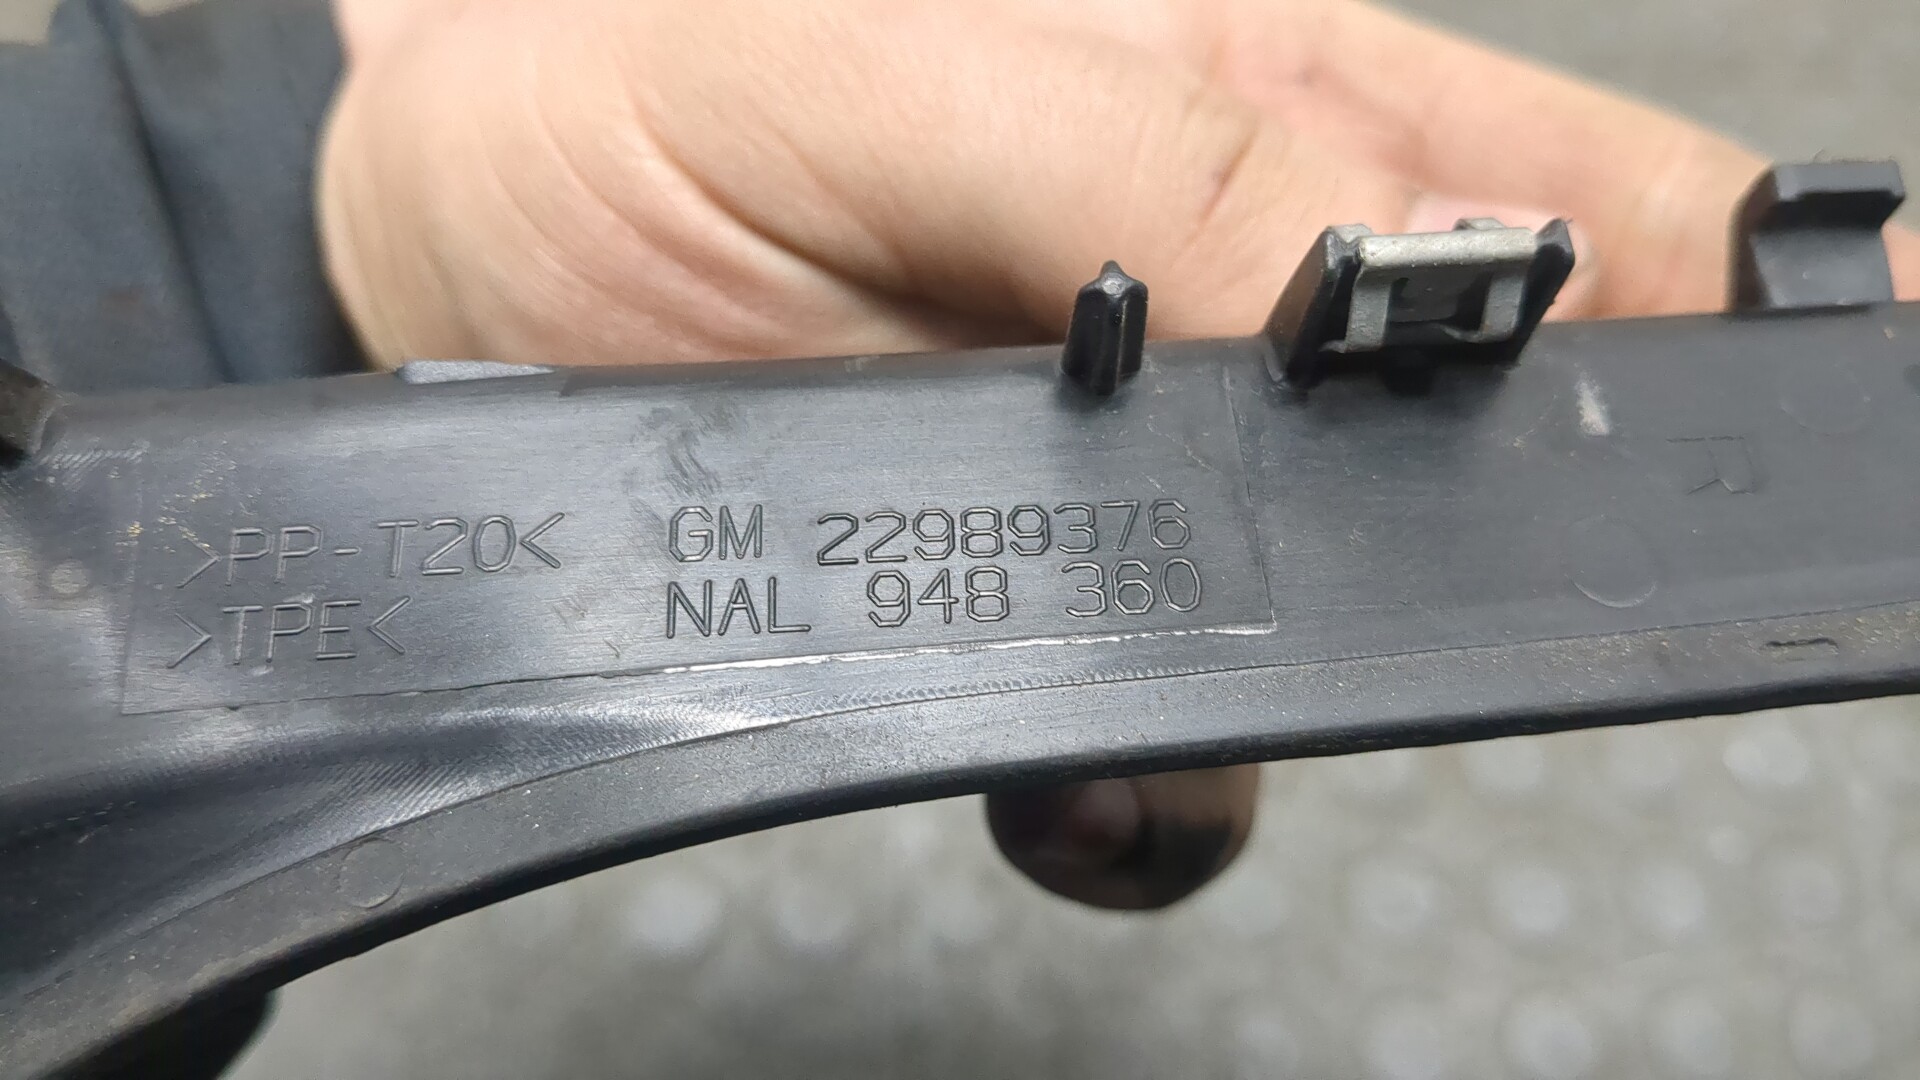 >PP-T20< GM 22989376
>TPE< NAL 948 360
R